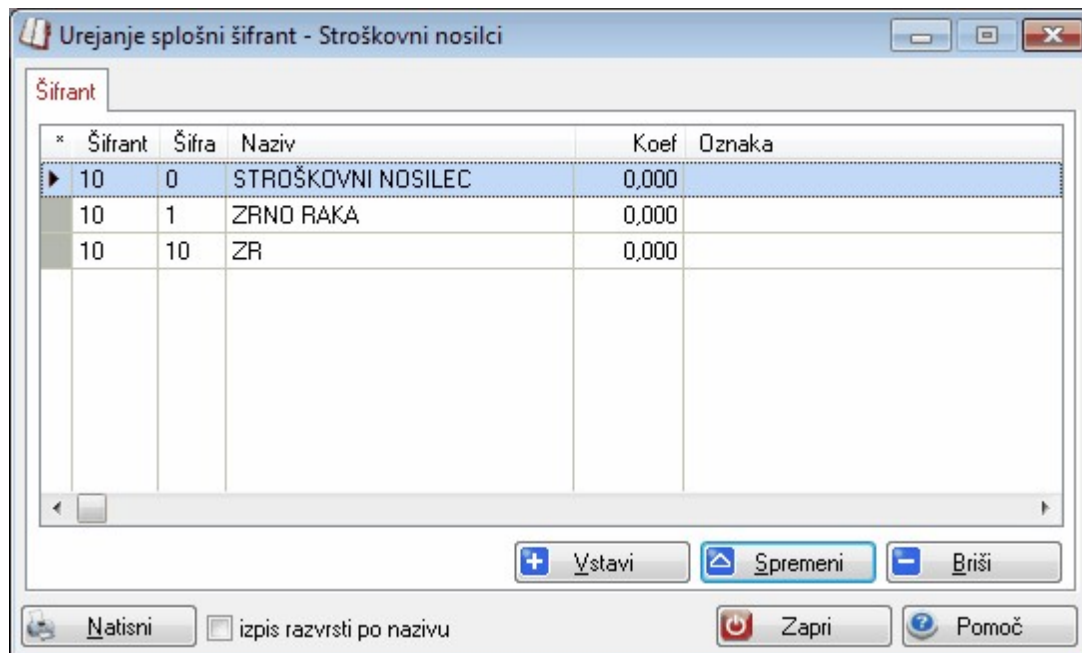 Urejanje splošni šifrant - Stroškovni nosilci
Šifrant
* Šifrant Šifra Naziv Koef Oznaka
10 0 STROŠKOVNI NOSILEC 0,000
10 1 ZRNO RAKA 0,000
10 10 ZR 0,000
Vstavi Spremeni Briši
Natisni izpis razvrsti po nazivu Zapri Pomoč